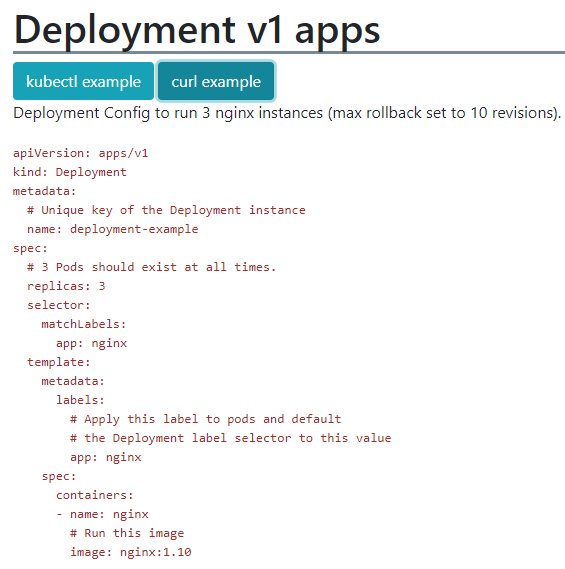 Deployment v1 apps
kubectl example
curl example
Deployment Config to run 3 nginx instances (max rollback set to 10 revisions).
apiVersion: apps/v1
kind: Deployment
metadata:
  # Unique key of the Deployment instance
  name: deployment-example
spec:
  # 3 Pods should exist at all times.
  replicas: 3
  selector:
    matchLabels:
      app: nginx
  template:
    metadata:
      labels:
        # Apply this label to pods and default
        # the Deployment label selector to this value
        app: nginx
    spec:
      containers:
      - name: nginx
        # Run this image
        image: nginx:1.10